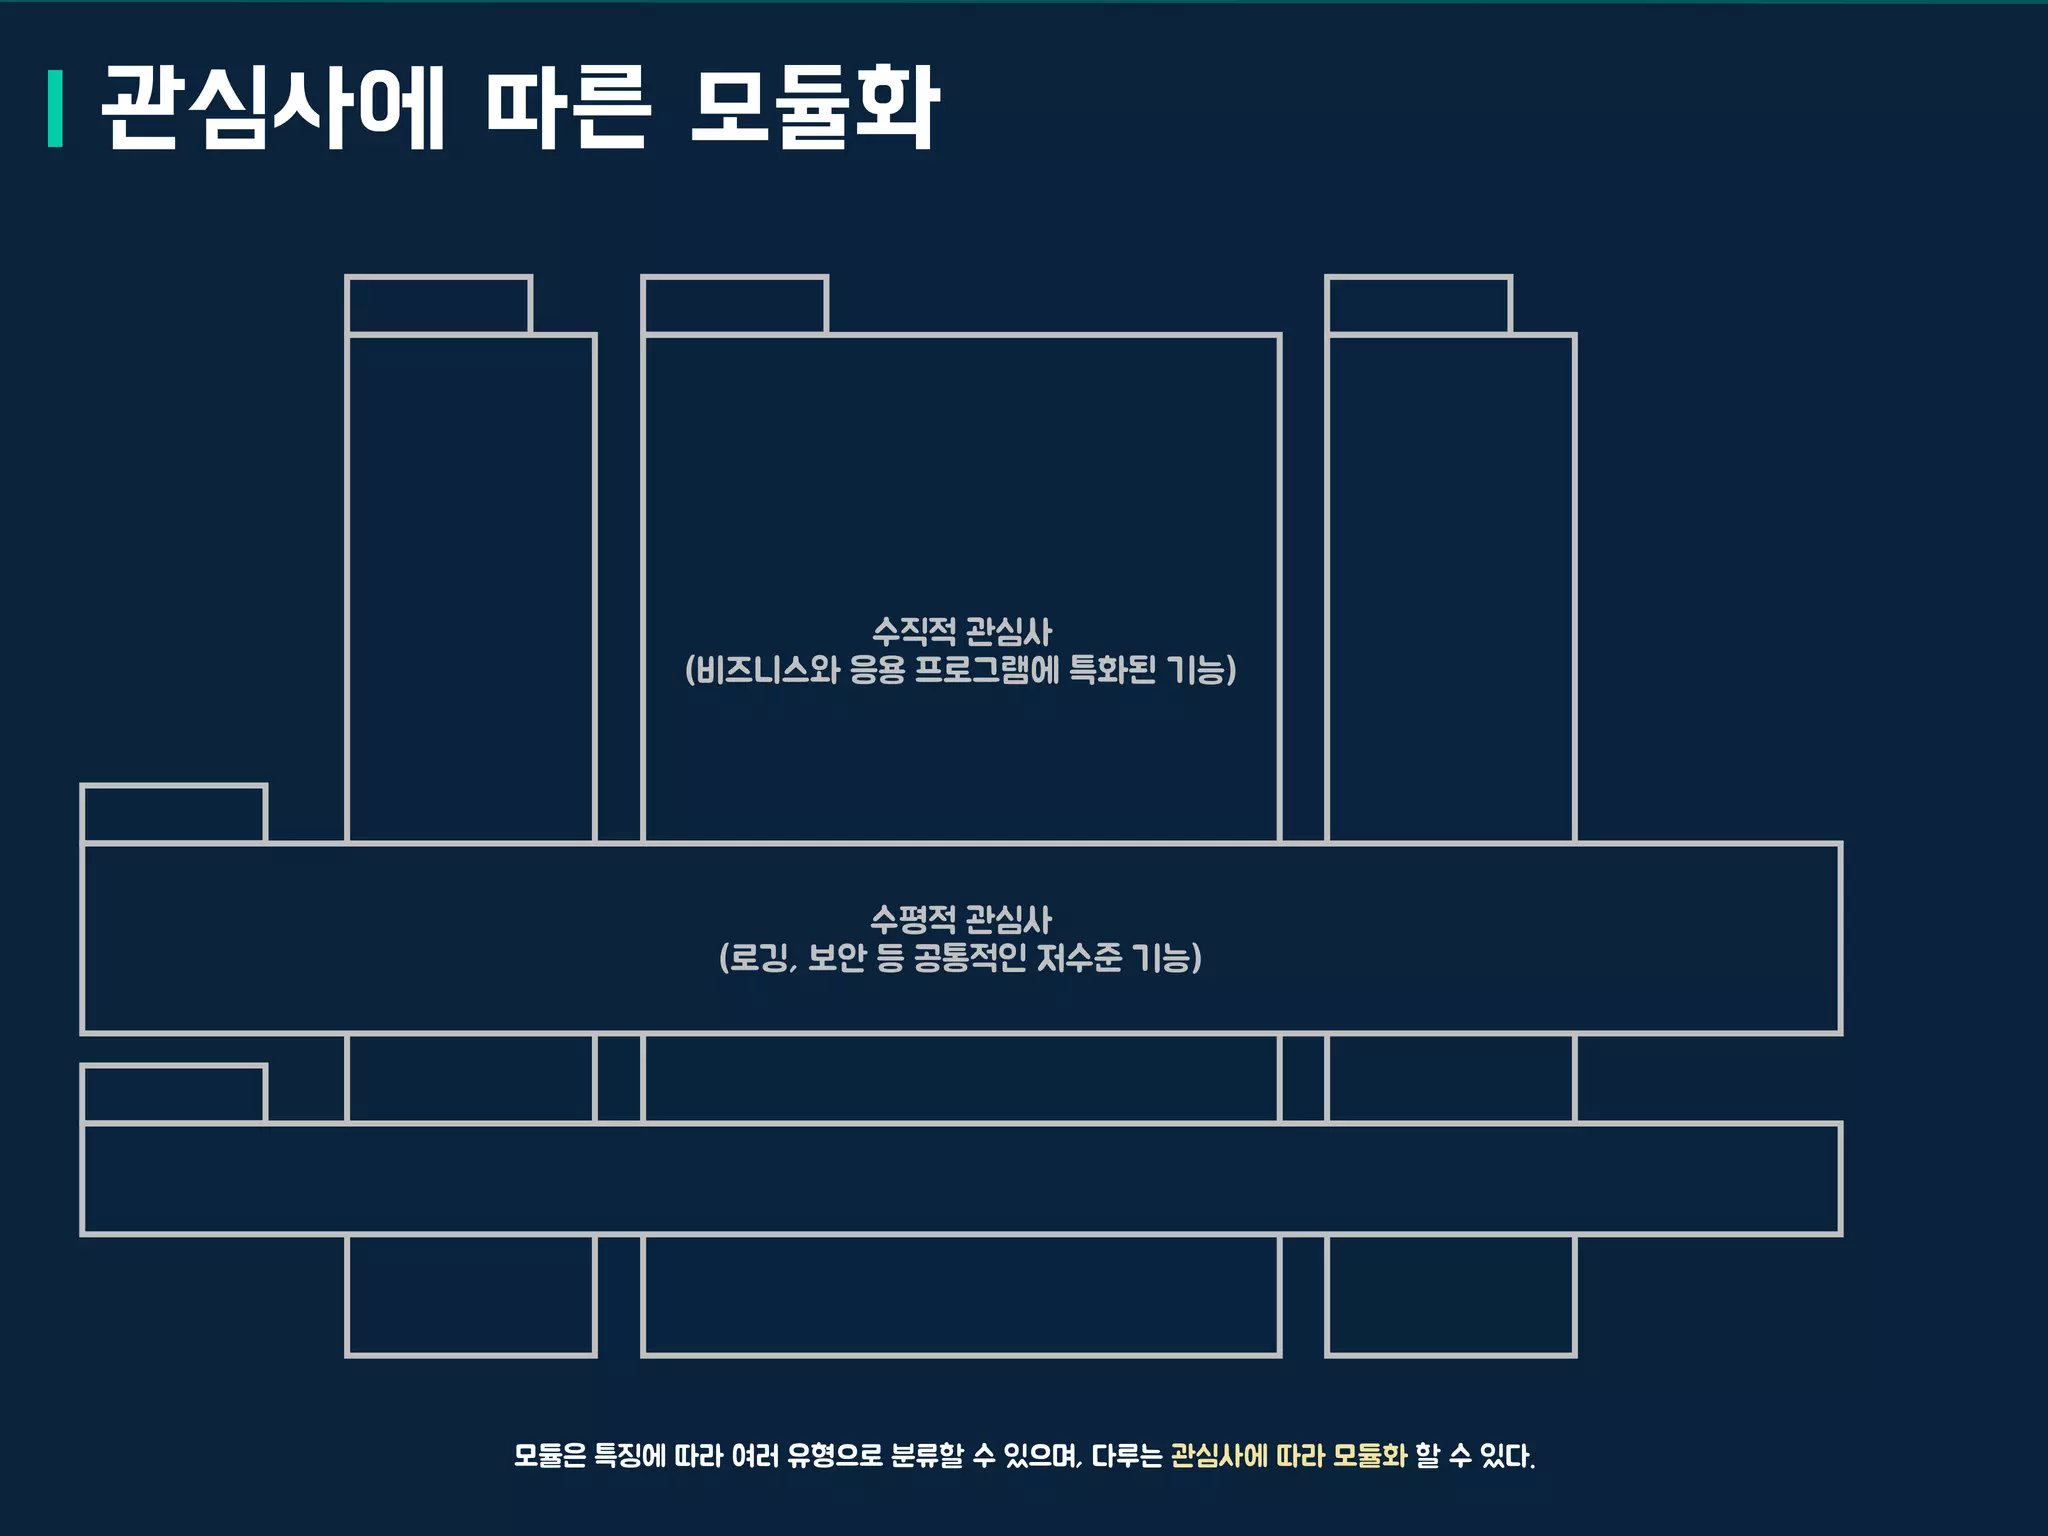 관심사에 따른 모듈화
수직적 관심사
(비즈니스와 응용 프로그램에 특화된 기능)
수평적 관심사
(로깅, 보안 등 공통적인 저수준 기능)
모듈은 특징에 따라 여러 유형으로 분류할 수 있으며, 다루는 관심사에 따라 모듈화 할 수 있다.